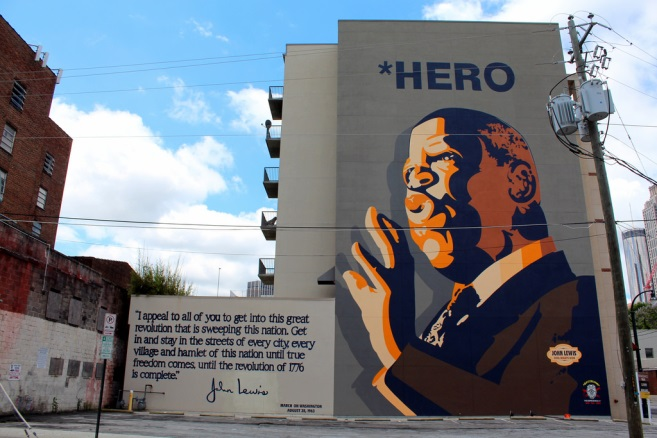 *HERO
"I appeal to all of you to get into this great
revolution that is sweeping this nation. Get
in and stay in the streets of every city, every
village and hamlet of this nation until true
freedom comes, until the revolution of 1776
is complete."
John Lewis
MARCH ON WASHINGTON
AUGUST 28, 1963
JOHN LEWIS